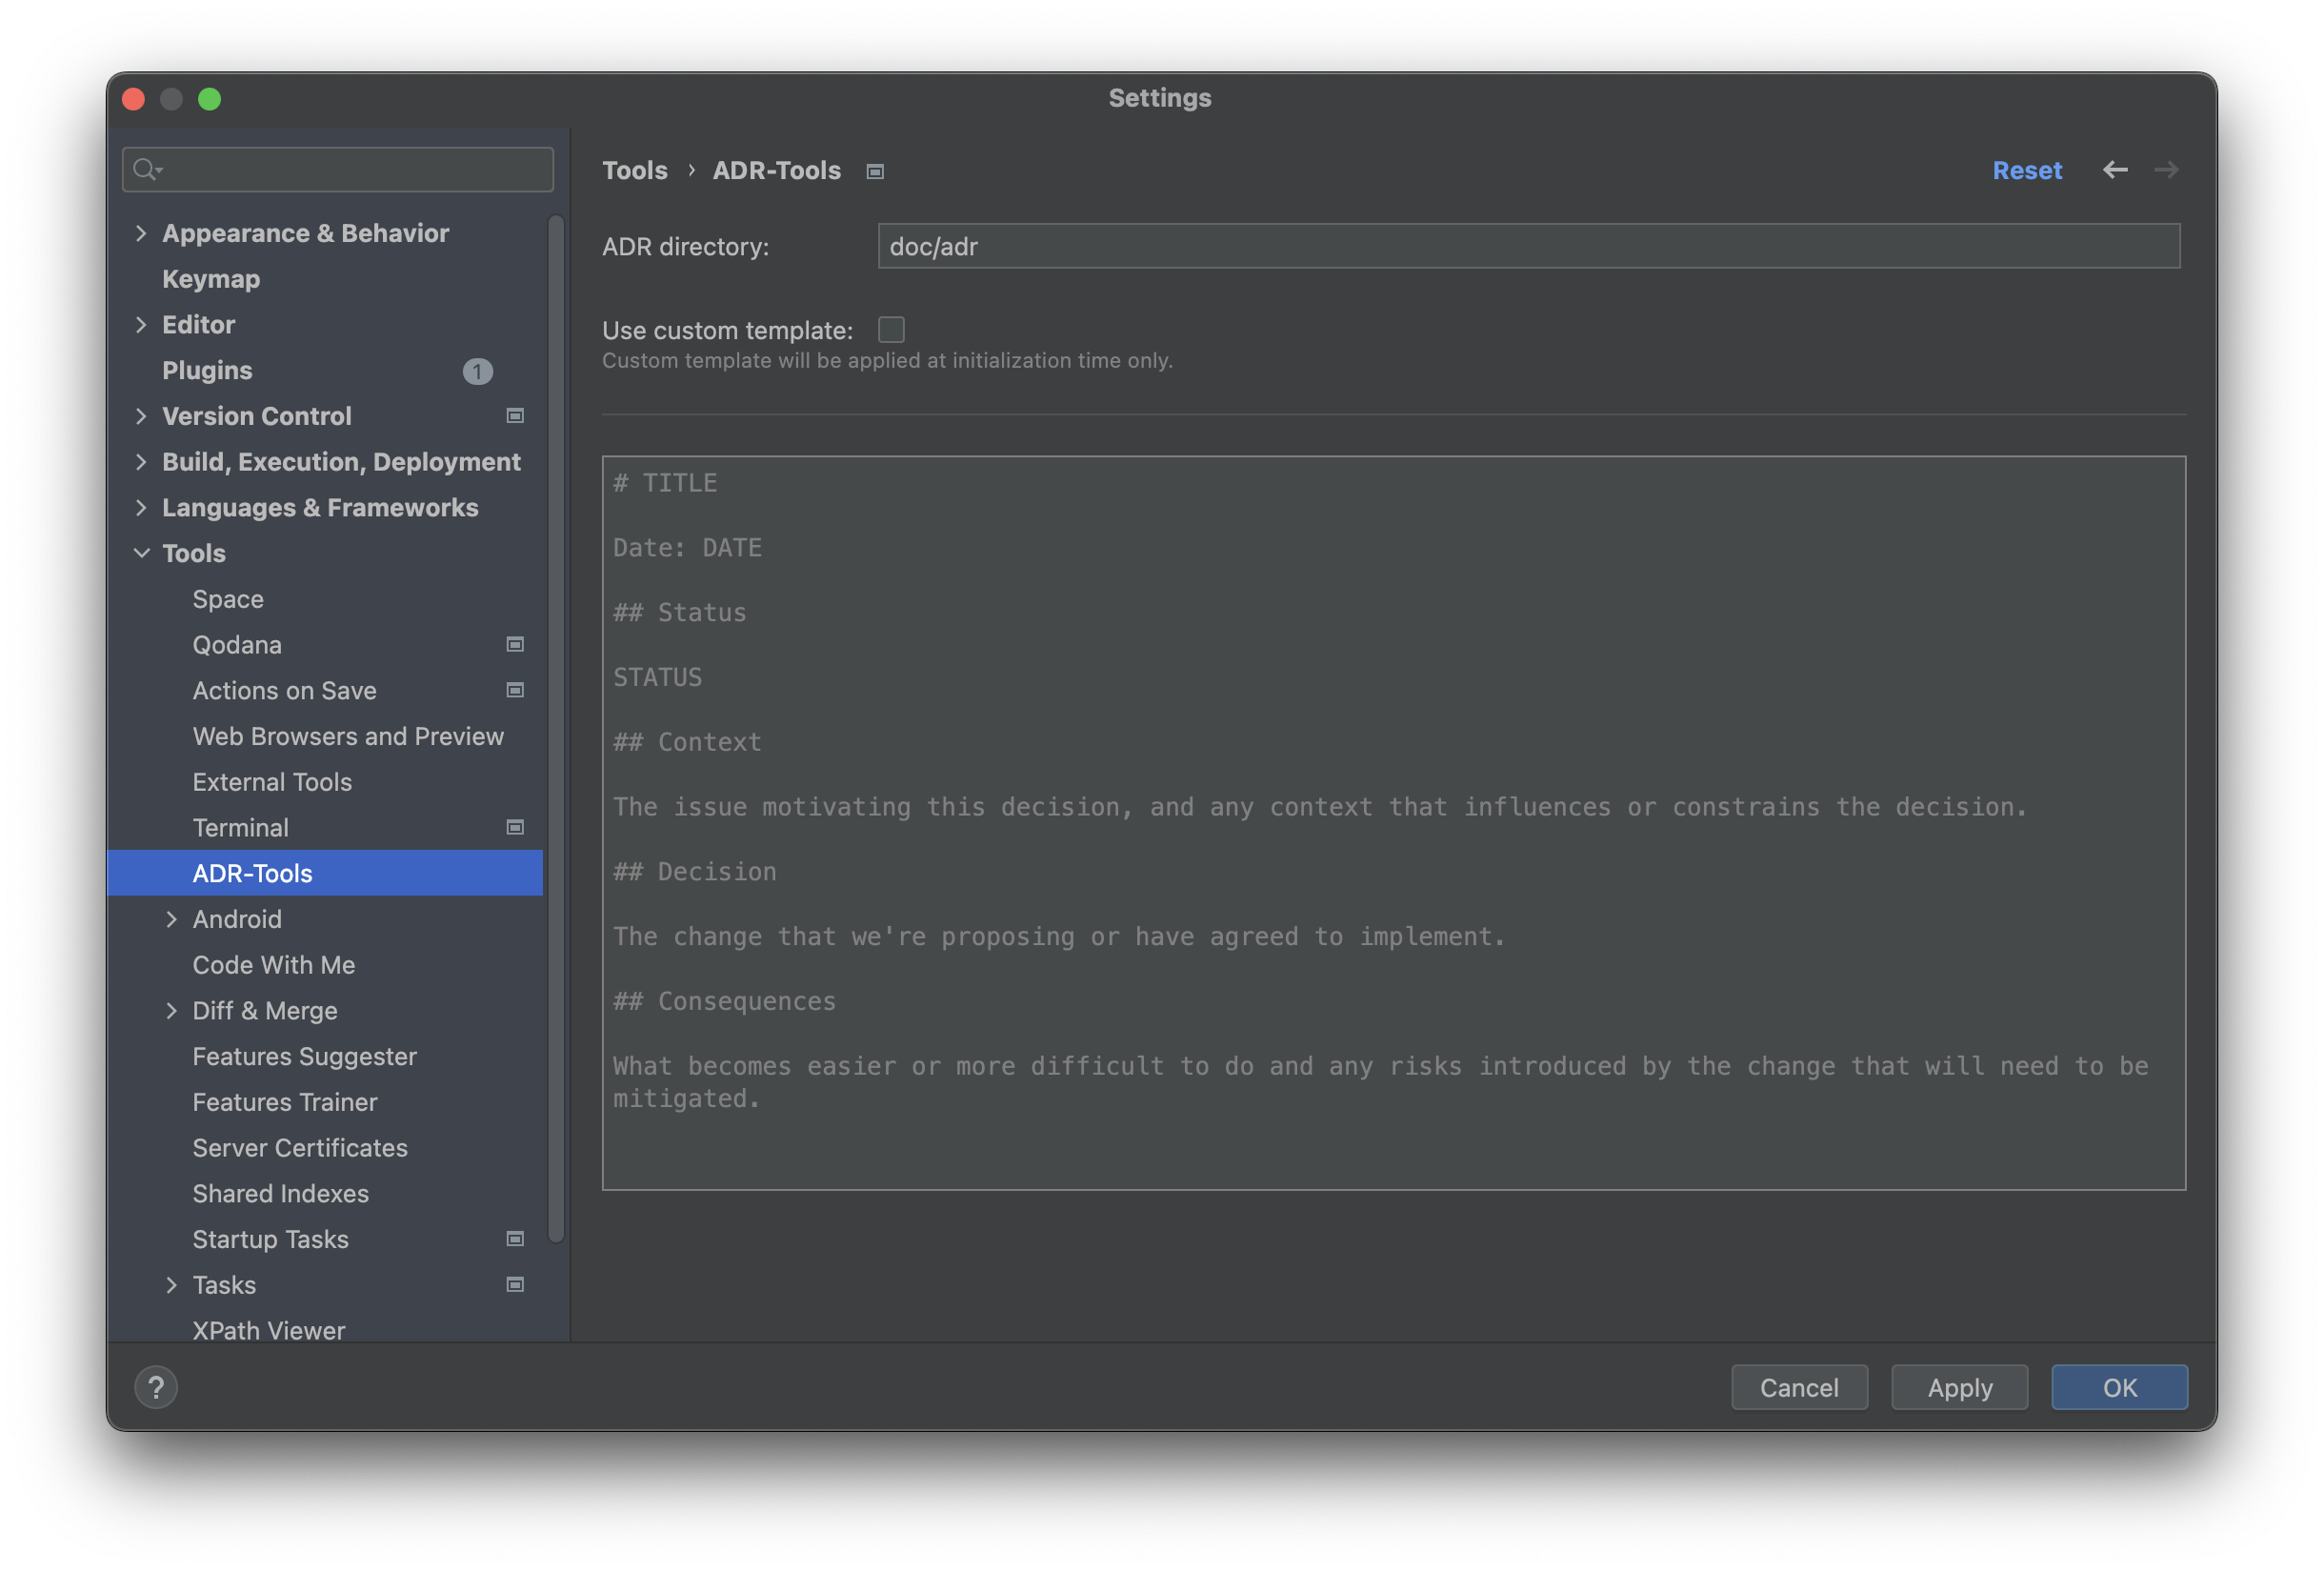 Settings
Appearance & Behavior
Keymap
Editor
Plugins 1
Version Control
Build, Execution, Deployment
Languages & Frameworks
Tools
Space
Qodana
Actions on Save
Web Browsers and Preview
External Tools
Terminal
ADR-Tools
Android
Code With Me
Diff & Merge
Features Suggester
Features Trainer
Server Certificates
Shared Indexes
Startup Tasks
Tasks
XPath Viewer
Tools › ADR-Tools Reset
ADR directory: doc/adr
Use custom template:
Custom template will be applied at initialization time only.
# TITLE
Date: DATE
## Status
STATUS
## Context
The issue motivating this decision, and any context that influences or constrains the decision.
## Decision
The change that we're proposing or have agreed to implement.
## Consequences
What becomes easier or more difficult to do and any risks introduced by the change that will need to be
mitigated.
? Cancel Apply OK